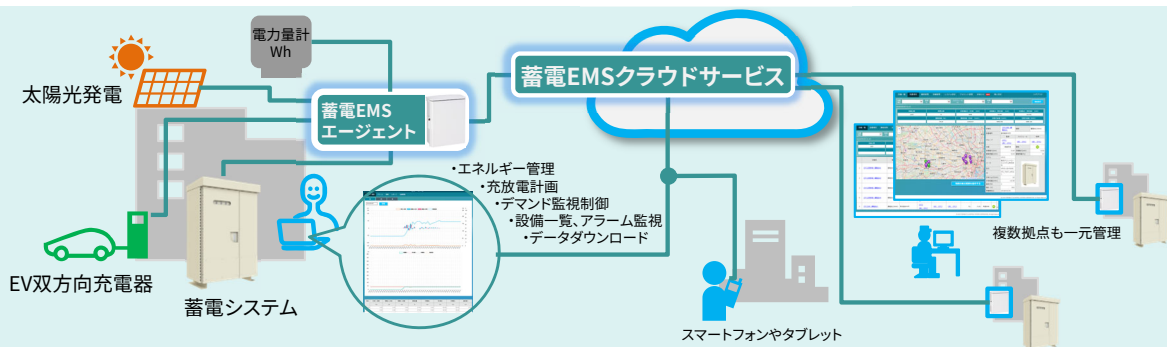 電力量計
Wh
太陽光発電
蓄電EMS
エージェント
蓄電EMSクラウドサービス
・エネルギー管理
・充放電計画
・デマンド監視制御
・設備一覧、アラーム監視
・データダウンロード
EV双方向充電器
蓄電システム
スマートフォンやタブレット
複数拠点も一元管理